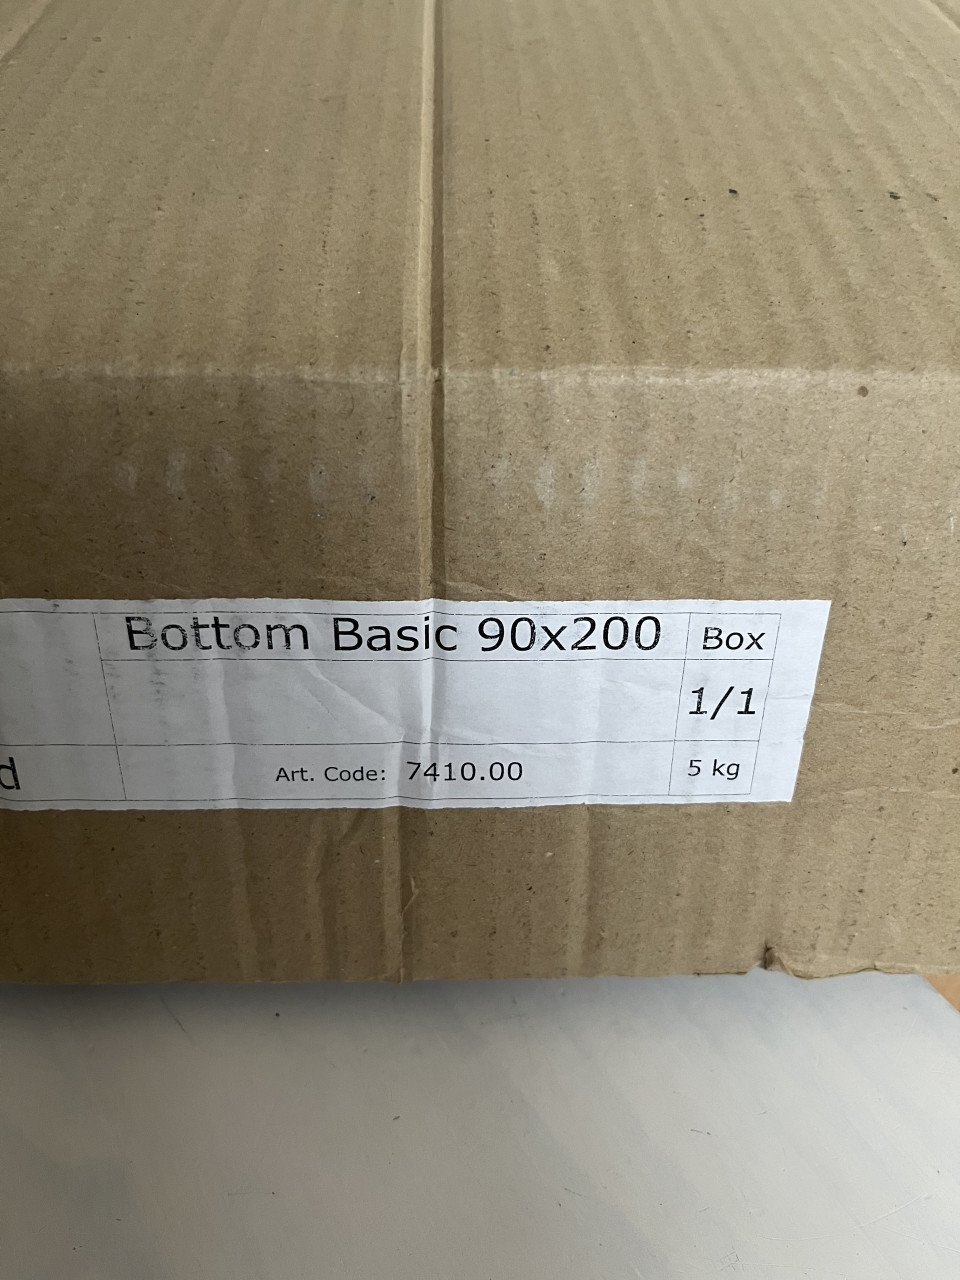 Bottom Basic 90x200
Box
1/1
d
Art. Code: 7410.00
5 kg